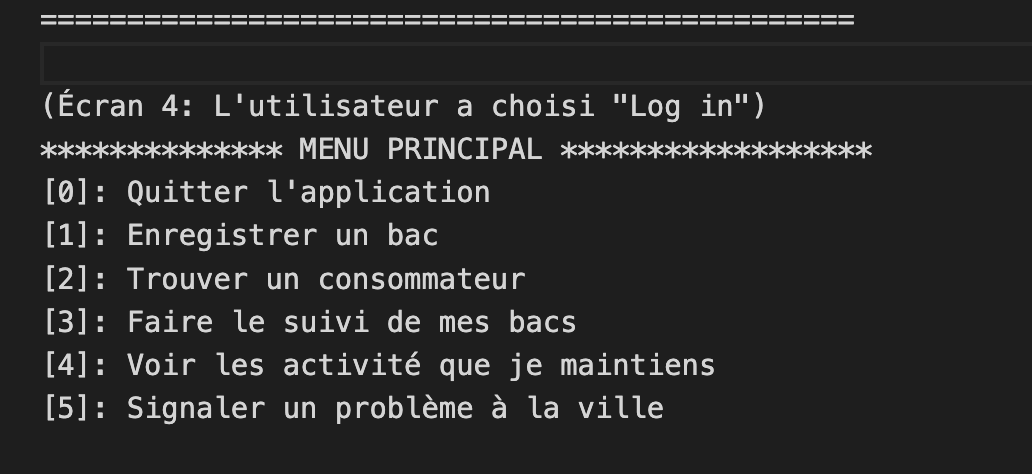 ===============================================
(Écran 4: L'utilisateur a choisi "Log in")
************** MENU PRINCIPAL ******************
[0]: Quitter l'application
[1]: Enregistrer un bac
[2]: Trouver un consommateur
[3]: Faire le suivi de mes bacs
[4]: Voir les activité que je maintiens
[5]: Signaler un problème à la ville